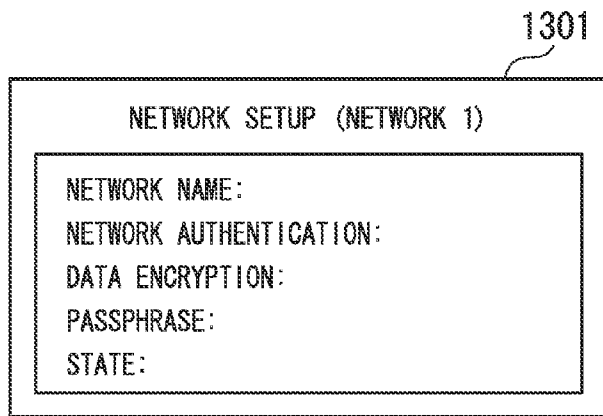 1301
NETWORK SETUP (NETWORK 1)
NETWORK NAME:
NETWORK AUTHENTICATION:
DATA ENCRYPTION:
PASSPHRASE:
STATE: